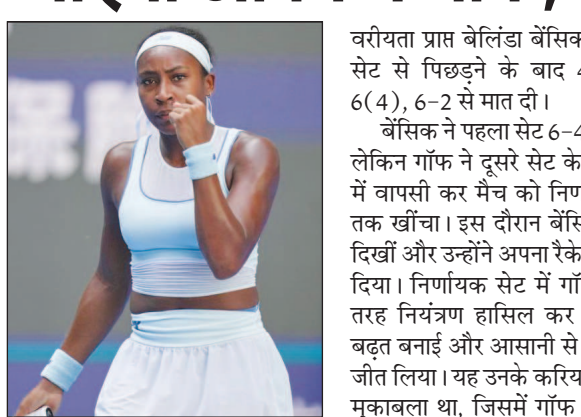 वरीयता प्राप्त बेलिंडा बेंसिक
सेट से पिछड़ने के बाद 4
6(4), 6-2 से मात दी।
बेंसिक ने पहला सेट 6-4
लेकिन गॉफ ने दूसरे सेट के
में वापसी कर मैच को निर्ण
तक खींचा। इस दौरान बेंसि
दिखीं और उन्होंने अपना रैके
दिया। निर्णायक सेट में गॉ
तरह नियंत्रण हासिल कर
बढ़त बनाई और आसानी से
जीत लिया। यह उनके करिय
मुकाबला था, जिसमें गॉफ